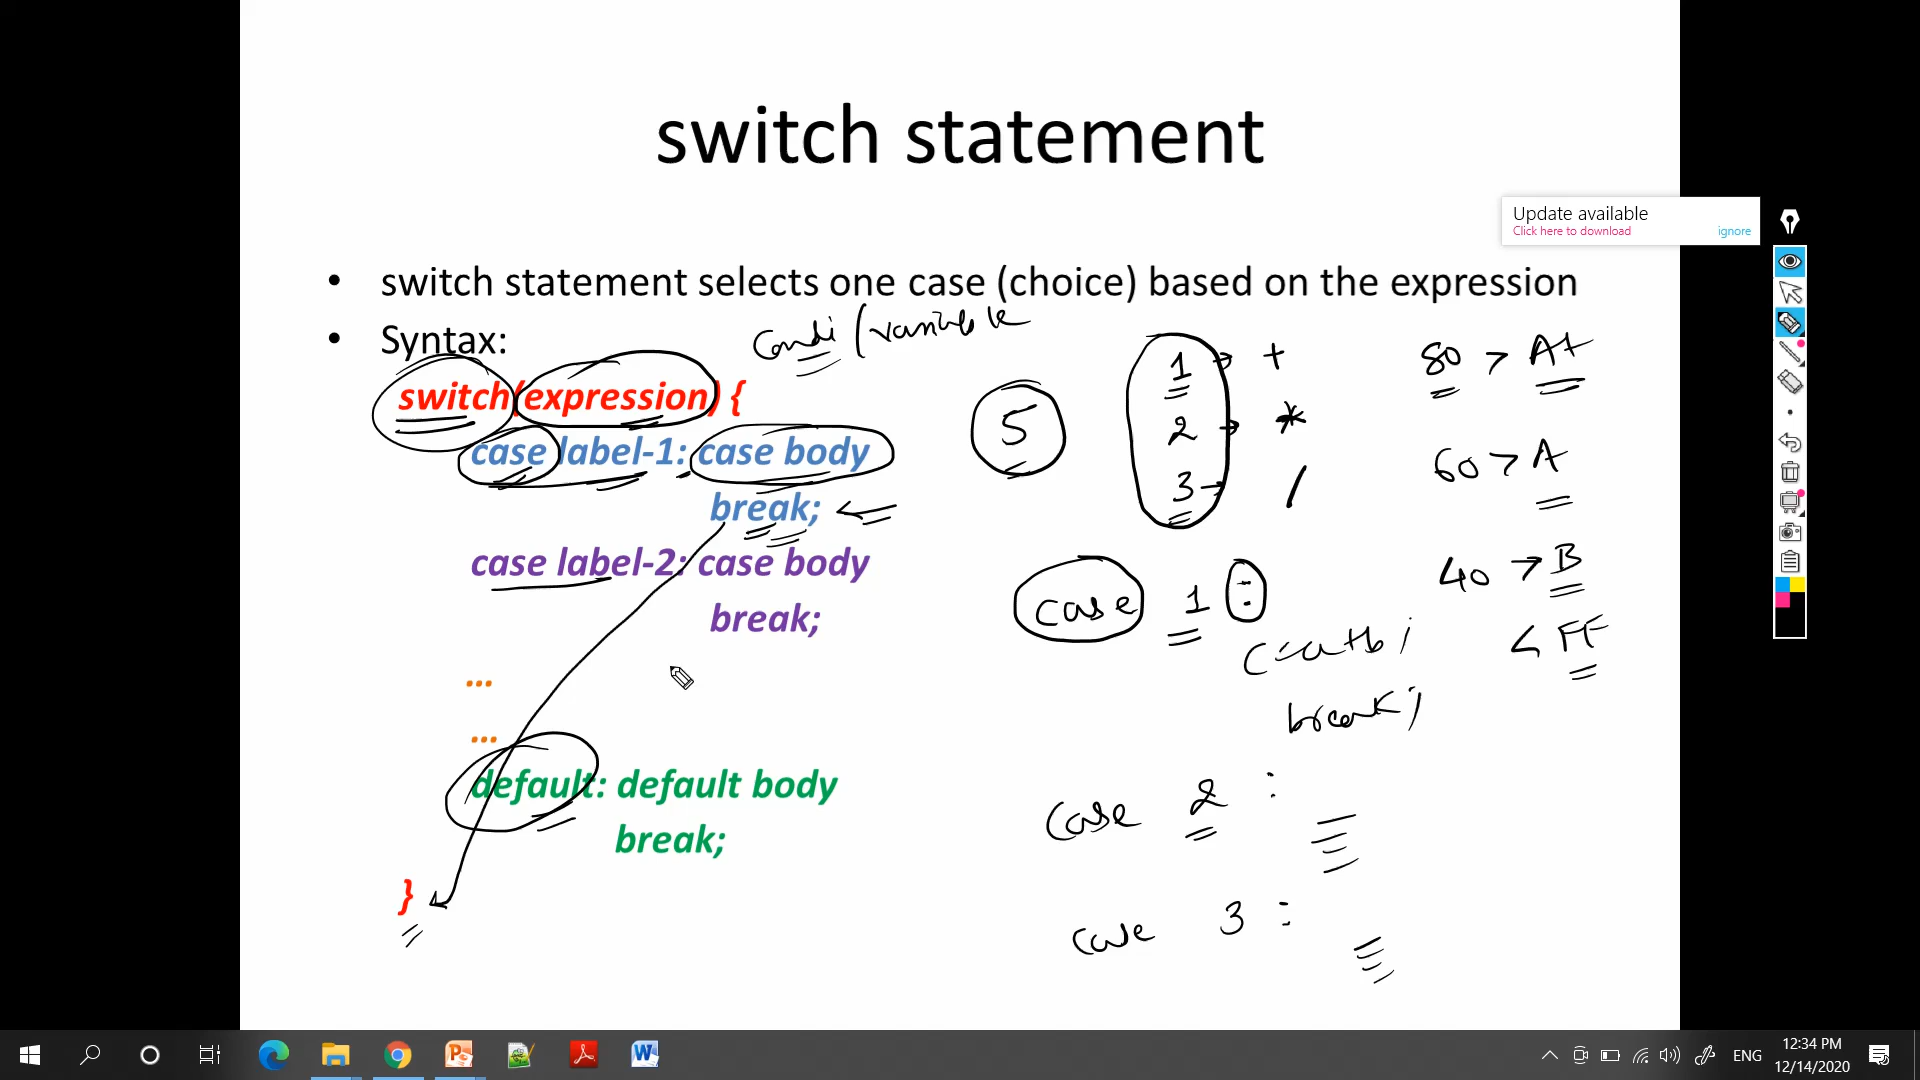 switch statement
Update available
Click here to download ignore
• switch statement selects one case (choice) based on the expression
• Syntax:
Condi (variable
switch(expression) {
case label-1: case body
break;
case label-2: case body
break;
...
...
default: default body
break;
}
5
1 → +
2 → *
3 → /
80 > A+
60 > A
40 > B
< FF
case 1 :
c=a+b;
break;
case 2 :
case 3 :
ENG
12:34 PM
12/14/2020